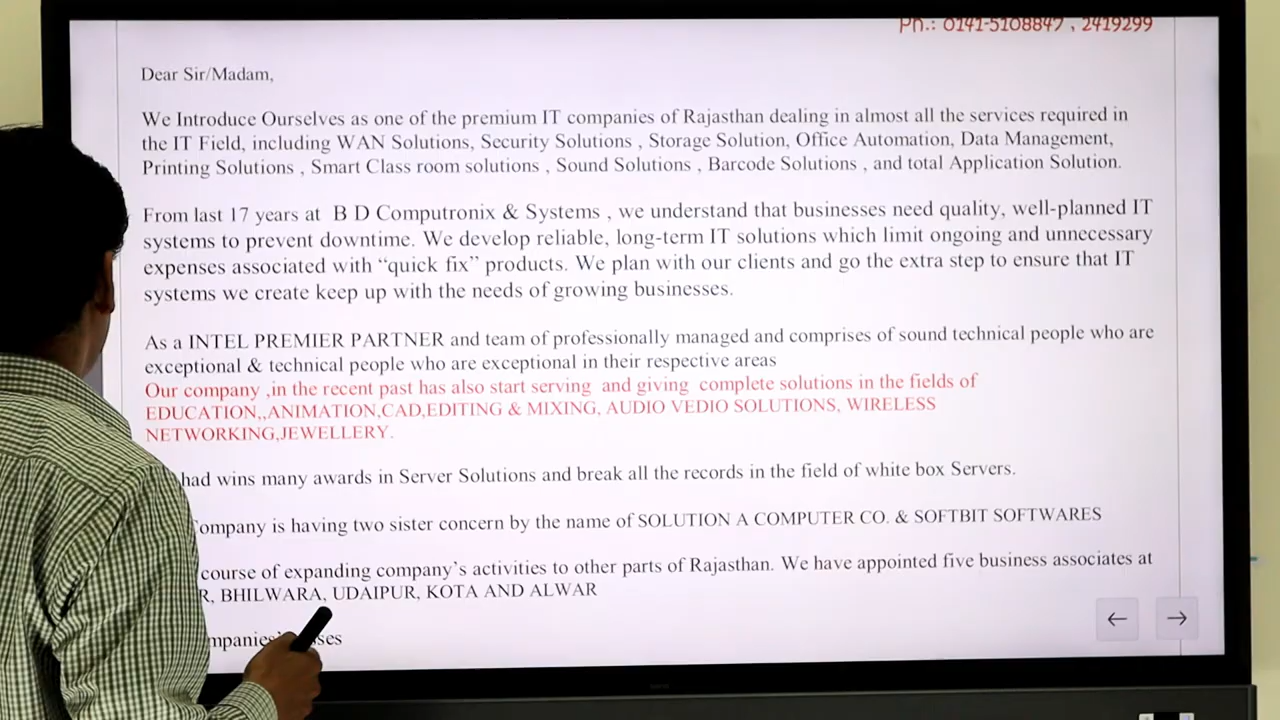 Ph.: 0141-5108847 , 2419299
Dear Sir/Madam,
We Introduce Ourselves as one of the premium IT companies of Rajasthan dealing in almost all the services required in
the IT Field, including WAN Solutions, Security Solutions , Storage Solution, Office Automation, Data Management,
Printing Solutions , Smart Class room solutions , Sound Solutions , Barcode Solutions , and total Application Solution.
From last 17 years at B D Computronix & Systems , we understand that businesses need quality, well-planned IT
systems to prevent downtime. We develop reliable, long-term IT solutions which limit ongoing and unnecessary
expenses associated with “quick fix” products. We plan with our clients and go the extra step to ensure that IT
systems we create keep up with the needs of growing businesses.
As a INTEL PREMIER PARTNER and team of professionally managed and comprises of sound technical people who are
exceptional & technical people who are exceptional in their respective areas
Our company ,in the recent past has also start serving and giving complete solutions in the fields of
EDUCATION,,ANIMATION,CAD,EDITING & MIXING, AUDIO VEDIO SOLUTIONS, WIRELESS
NETWORKING,JEWELLERY.
had wins many awards in Server Solutions and break all the records in the field of white box Servers.
ompany is having two sister concern by the name of SOLUTION A COMPUTER CO. & SOFTBIT SOFTWARES
course of expanding company’s activities to other parts of Rajasthan. We have appointed five business associates at
R, BHILWARA, UDAIPUR, KOTA AND ALWAR